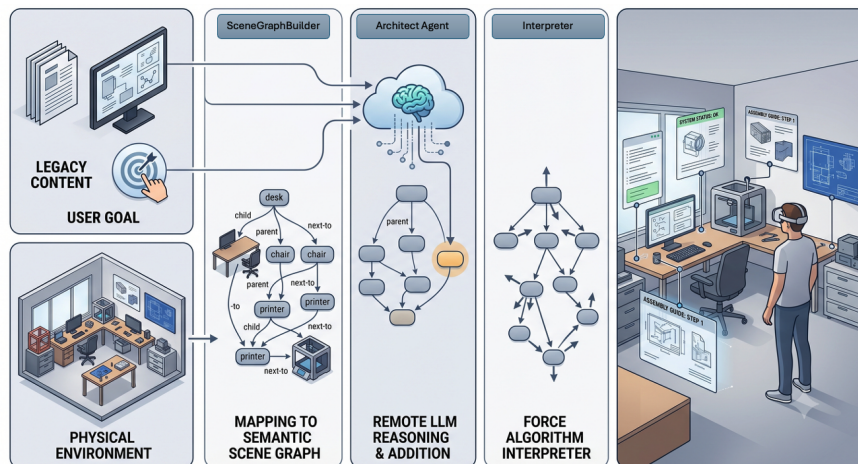 SceneGraphBuilder
Architect Agent
Interpreter
LEGACY
CONTENT
USER GOAL
PHYSICAL
ENVIRONMENT
desk
child
parent
next-to
chair
chair
parent
next-to
-to
printer
printer
child
next-to
printer
next-to
MAPPING TO
SEMANTIC
SCENE GRAPH
parent
REMOTE LLM
REASONING
& ADDITION
FORCE
ALGORITHM
INTERPRETER
SYSTEM STATUS: OK
ASSEMBLY GUIDE: STEP 1
ASSEMBLY GUIDE: STEP 1